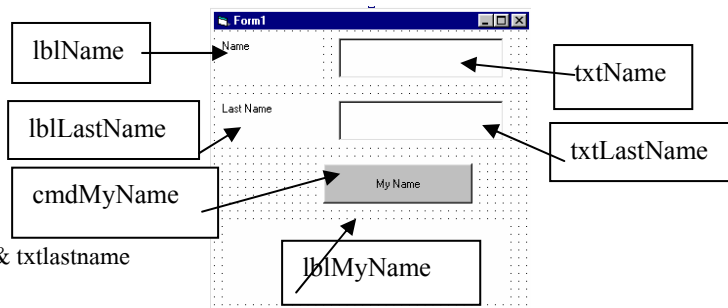 Form1
lblName
Name
txtName
lblLastName
Last Name
txtLastName
cmdMyName
My Name
& txtlastname
lblMyName